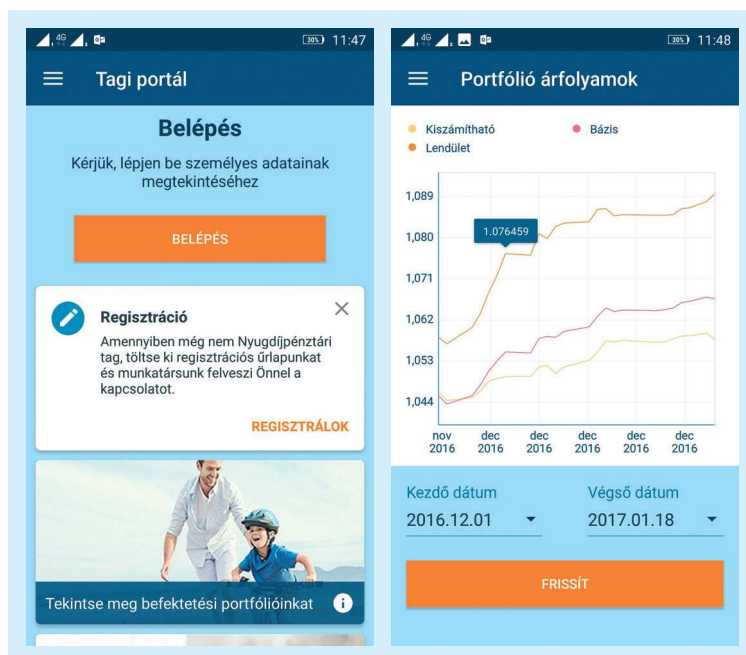 4G 30% 11:47
Tagi portál
Belépés
Kérjük, lépjen be személyes adatainak
megtekintéséhez
BELÉPÉS
Regisztráció
Amennyiben még nem Nyugdíjpénztári
tag, töltse ki regisztrációs űrlapunkat
és munkatársunk felveszi Önnel a
kapcsolatot.
REGISZTRÁLOK
Tekintse meg befektetési portfólióinkat
4G 30% 11:48
Portfólió árfolyamok
Kiszámítható Bázis
Lendület
1,089
1,080
1.076459
1,071
1,062
1,053
1,044
nov dec dec dec dec dec
2016 2016 2016 2016 2016 2016
Kezdő dátum Végső dátum
2016.12.01 2017.01.18
FRISSÍT